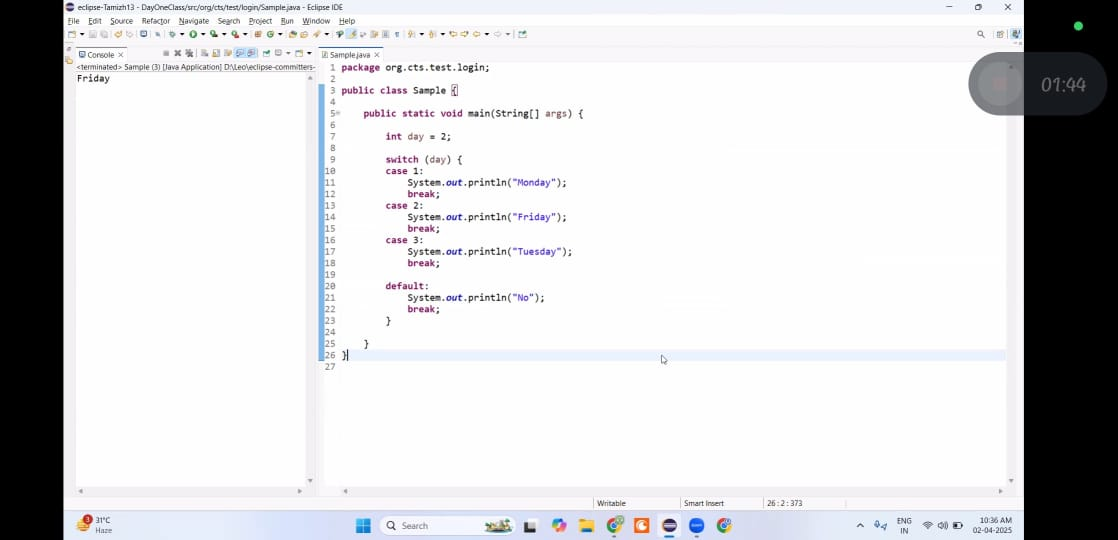 eclipse-Tamizh13 - DayOneClass/src/org/cts/test/login/Sample.java - Eclipse IDE
File Edit Source Refactor Navigate Search Project Run Window Help
Console
<terminated> Sample (3) [Java Application] D:\Leo\eclipse-committers-
Friday
Sample.java
1 package org.cts.test.login;
2
3 public class Sample {
4
5 public static void main(String[] args) {
6
7 int day = 2;
8
9 switch (day) {
10 case 1:
11 System.out.println("Monday");
12 break;
13 case 2:
14 System.out.println("Friday");
15 break;
16 case 3:
17 System.out.println("Tuesday");
18 break;
19
20 default:
21 System.out.println("No");
22 break;
23 }
24
25 }
26 }
27
01:44
Writable Smart Insert 26 : 2 : 373
3
31°C
Haze
Search
ENG
IN
10:36 AM
02-04-2025